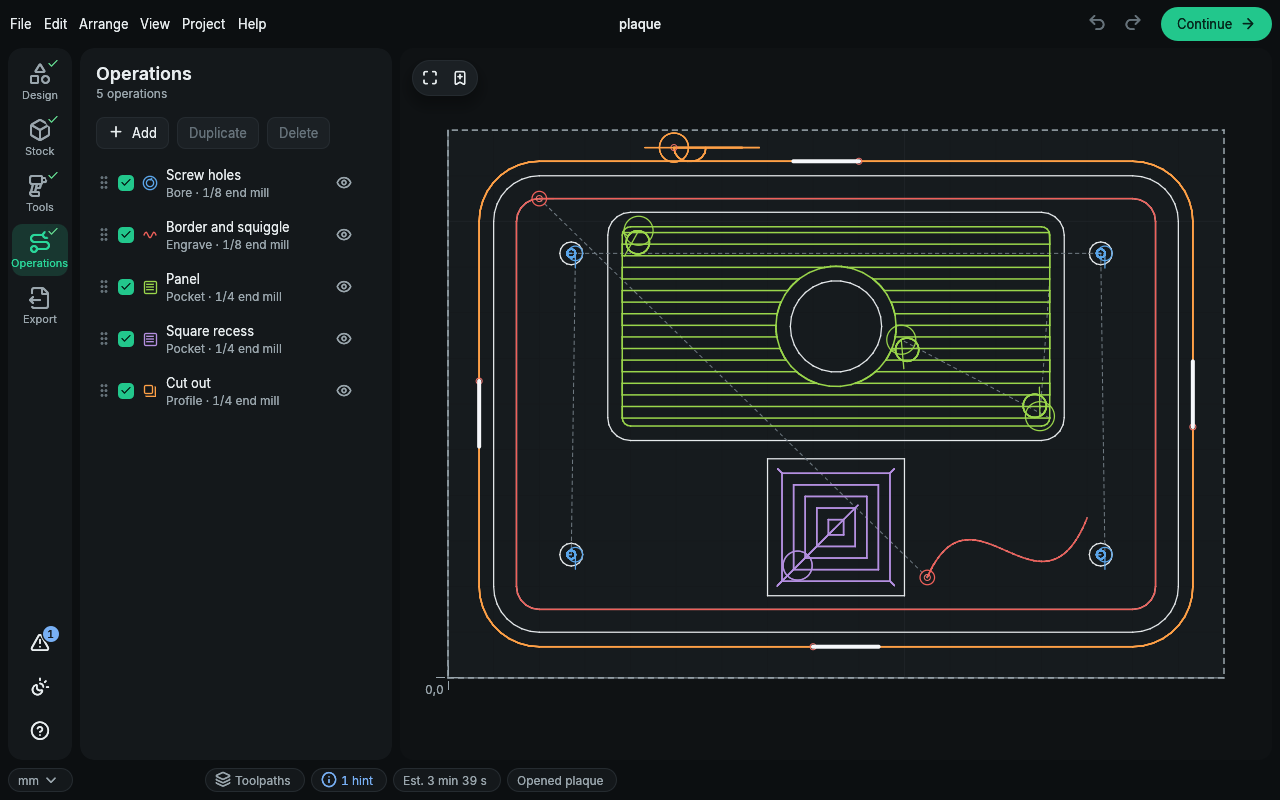 File Edit Arrange View Project Help
plaque
Continue
Design
Stock
Tools
Operations
Export
1
Operations
5 operations
Add
Duplicate
Delete
Screw holes
Bore · 1/8 end mill
Border and squiggle
Engrave · 1/8 end mill
Panel
Pocket · 1/4 end mill
Square recess
Pocket · 1/4 end mill
Cut out
Profile · 1/4 end mill
0,0
mm
Toolpaths
1 hint
Est. 3 min 39 s
Opened plaque